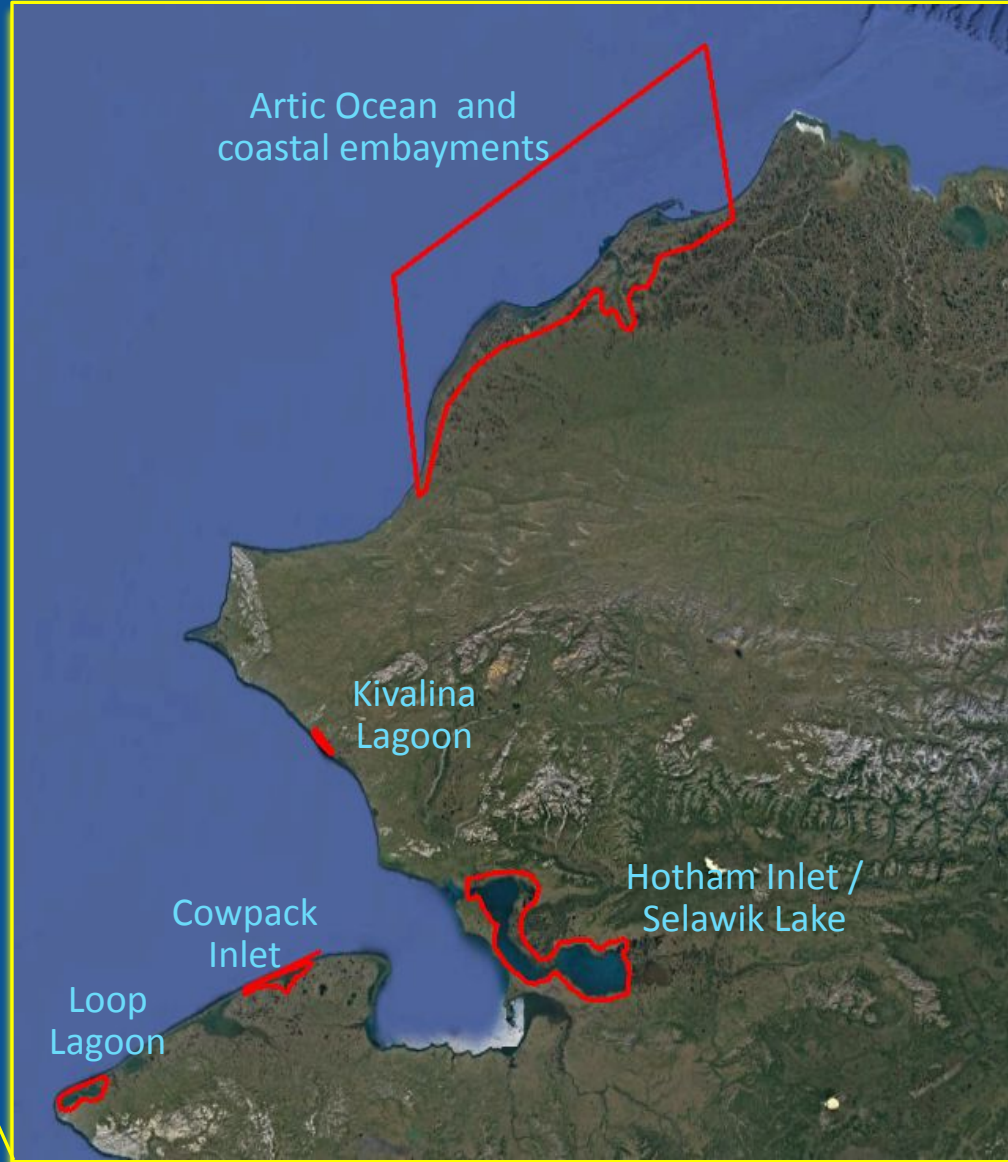 Artic Ocean and
coastal embayments
Kivalina
Lagoon
Hotham Inlet /
Selawik Lake
Cowpack
Inlet
Loop
Lagoon